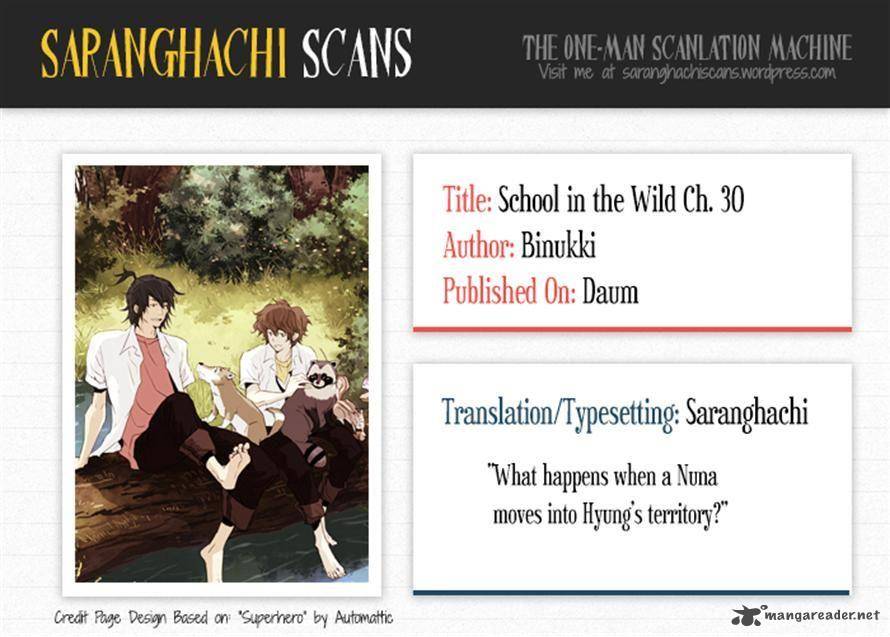 SARANGHACHI SCANS
THE ONE-MAN SCANLATION MACHINE
Visit me at saranghachiscans.wordpress.com
Title: School in the Wild Ch. 30
Author: Binukki
Published On: Daum
Translation/Typesetting: Saranghachi
"What happens when a Nuna
moves into Hyung's territory?"
Credit Page Design Based on: "Superhero" by Automattic
mangareader.net